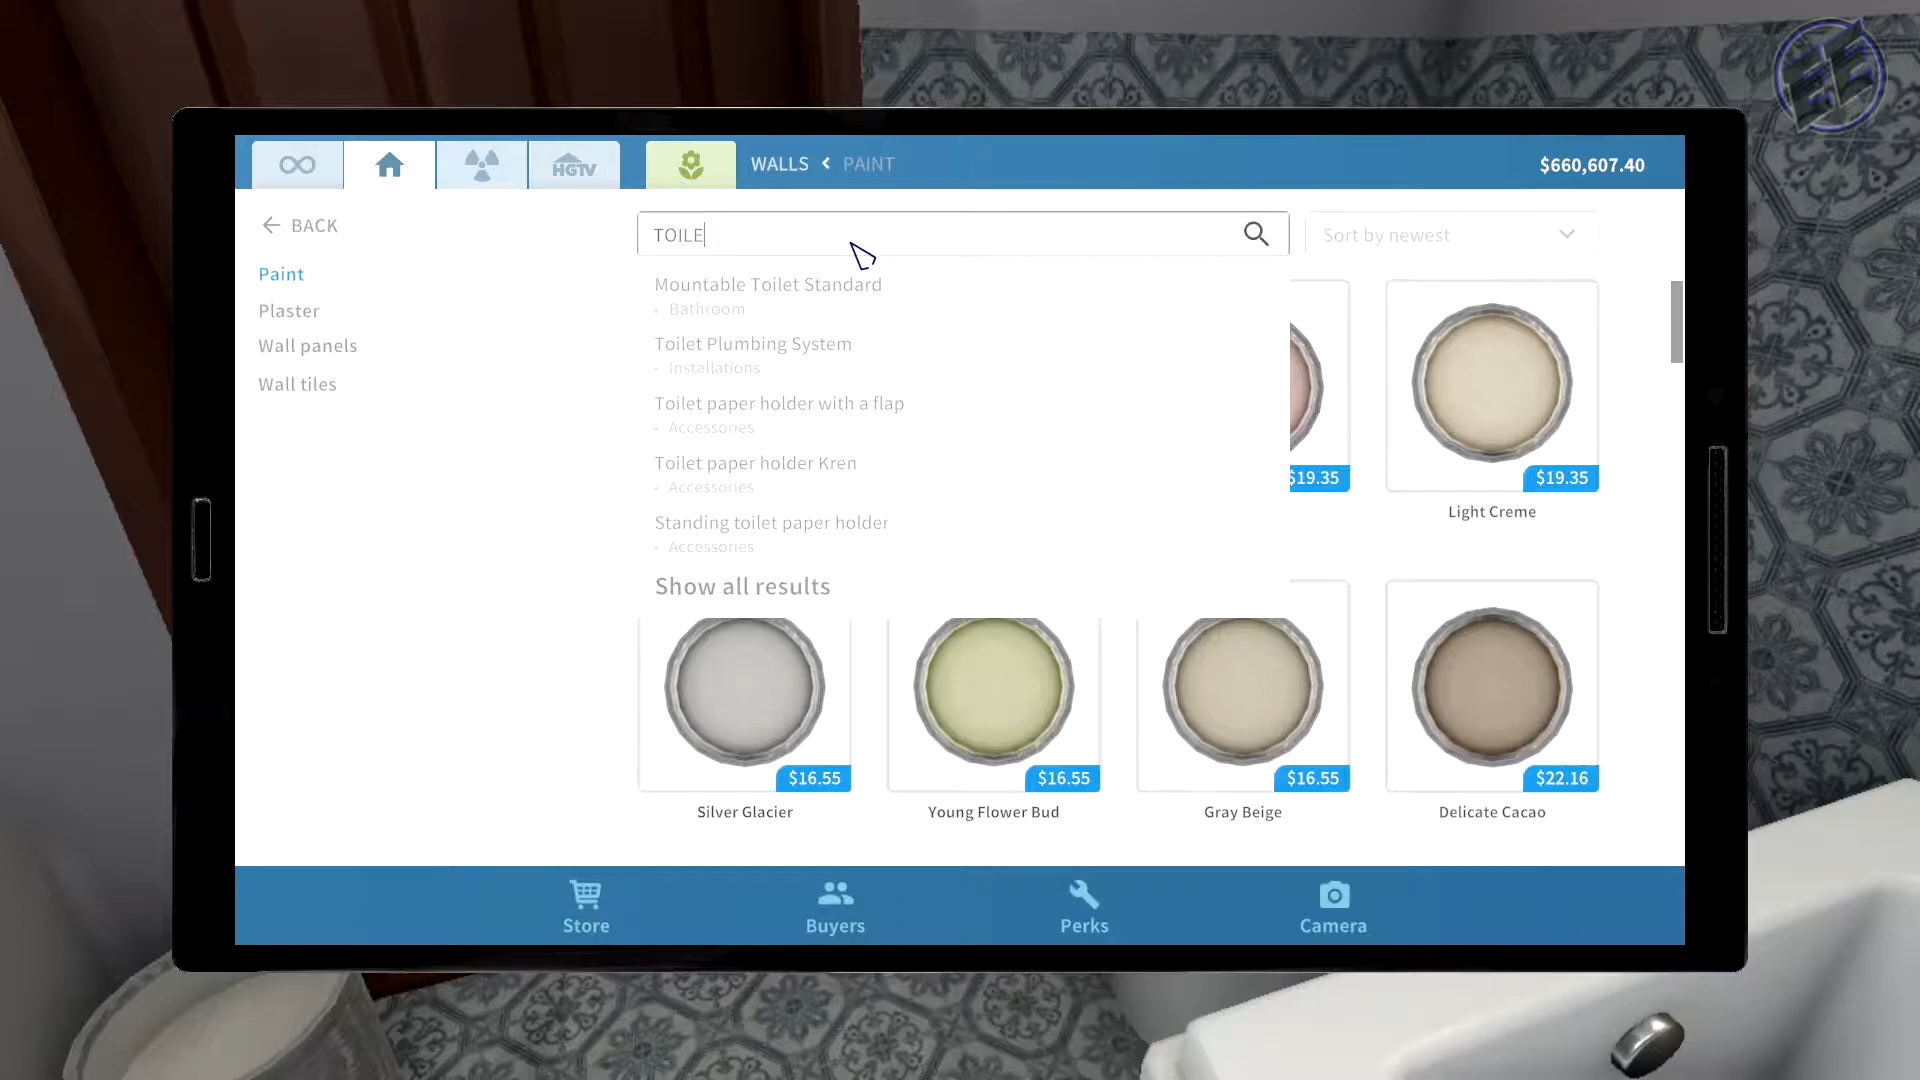 HGTV
WALLS < PAINT
$660,607.40
BACK
TOILE
Sort by newest
Paint
Plaster
Wall panels
Wall tiles
Mountable Toilet Standard
- Bathroom
Toilet Plumbing System
- Installations
Toilet paper holder with a flap
- Accessories
Toilet paper holder Kren
- Accessories
Standing toilet paper holder
- Accessories
Show all results
$19.35
$19.35
Light Creme
$16.55
$16.55
$16.55
$22.16
Silver Glacier
Young Flower Bud
Gray Beige
Delicate Cacao
Store
Buyers
Perks
Camera